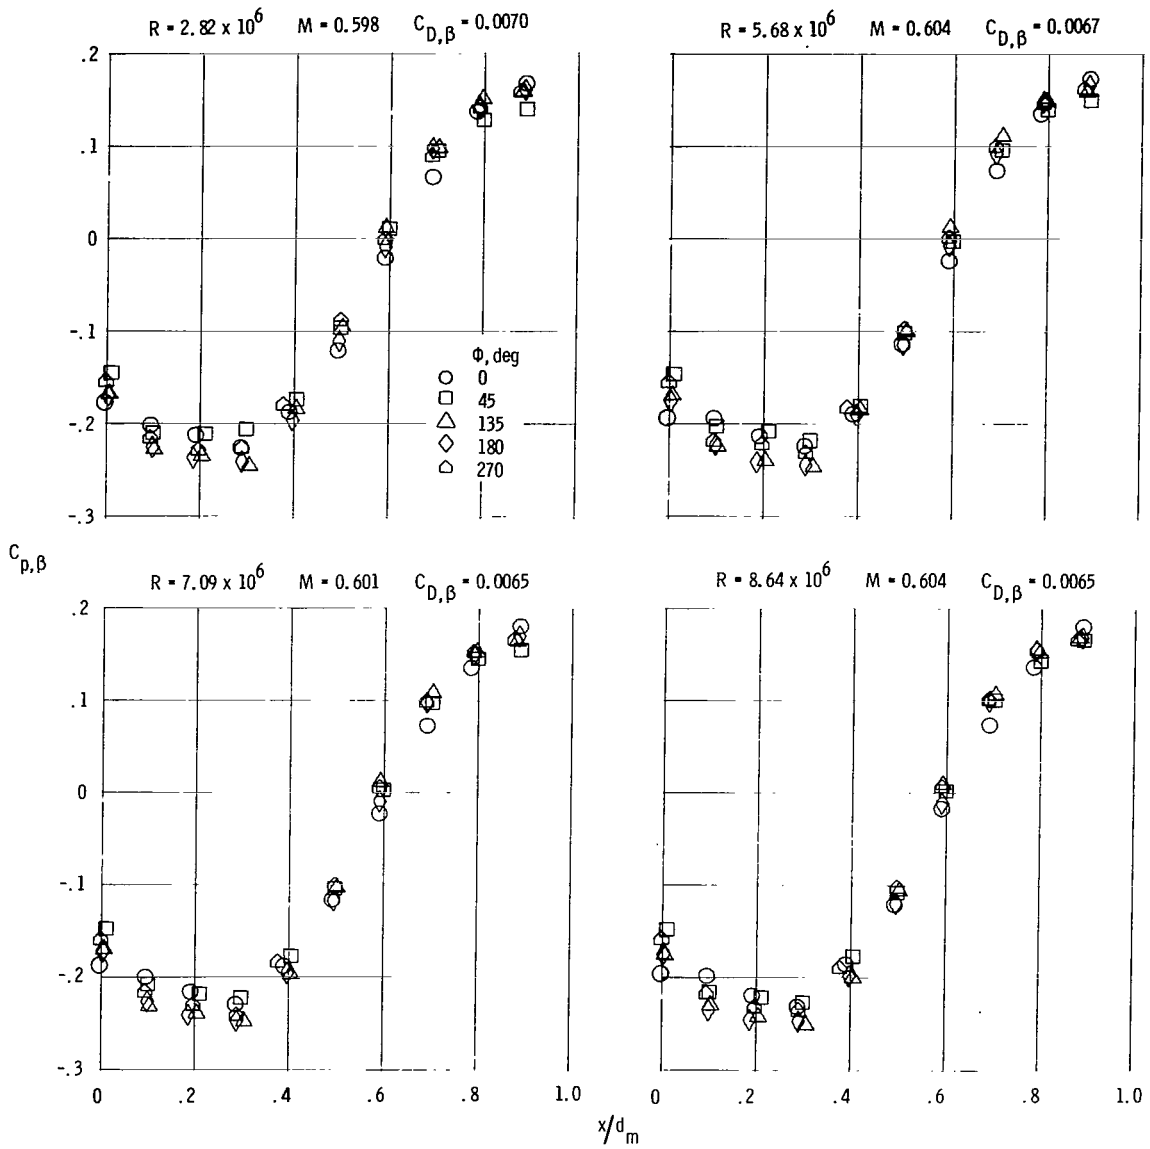 R = 2.82 x 10^6 M = 0.598 C_D,β = 0.0070
R = 5.68 x 10^6 M = 0.604 C_D,β = 0.0067
.2
.1
0
-.1
-.2
-.3
Φ, deg
0
45
135
180
270
C_p,β
R = 7.09 x 10^6 M = 0.601 C_D,β = 0.0065
R = 8.64 x 10^6 M = 0.604 C_D,β = 0.0065
.2
.1
0
-.1
-.2
-.3
0 .2 .4 .6 .8 1.0
0 .2 .4 .6 .8 1.0
x/d_m